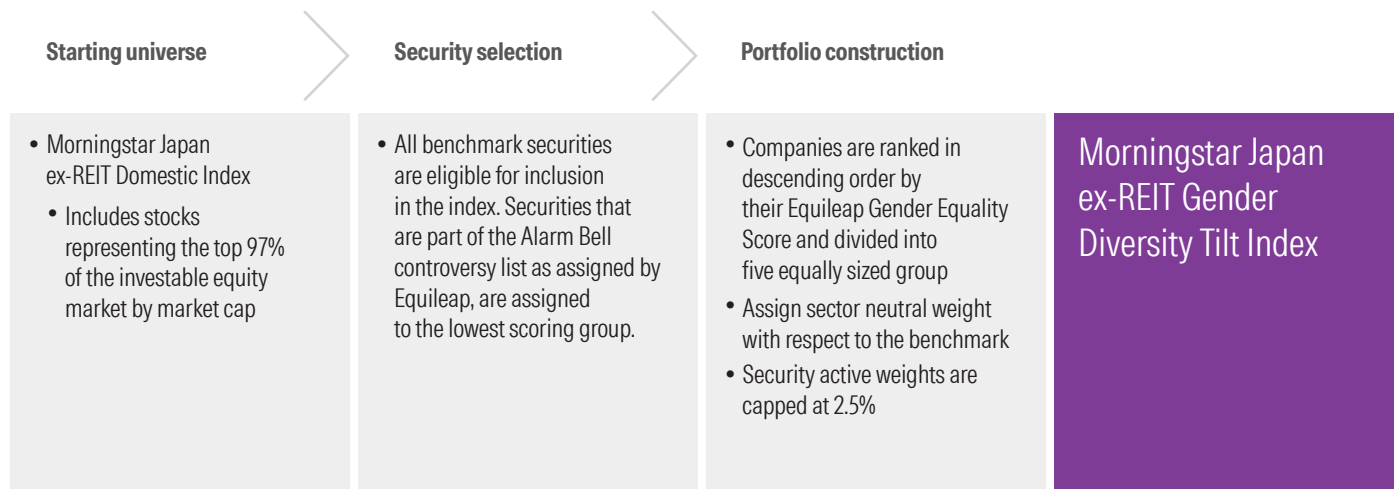 Starting universe
Security selection
Portfolio construction
• Morningstar Japan
ex-REIT Domestic Index
• Includes stocks
representing the top 97%
of the investable equity
market by market cap
• All benchmark securities
are eligible for inclusion
in the index. Securities that
are part of the Alarm Bell
controversy list as assigned by
Equileap, are assigned
to the lowest scoring group.
• Companies are ranked in
descending order by
their Equileap Gender Equality
Score and divided into
five equally sized group
• Assign sector neutral weight
with respect to the benchmark
• Security active weights are
capped at 2.5%
Morningstar Japan
ex-REIT Gender
Diversity Tilt Index